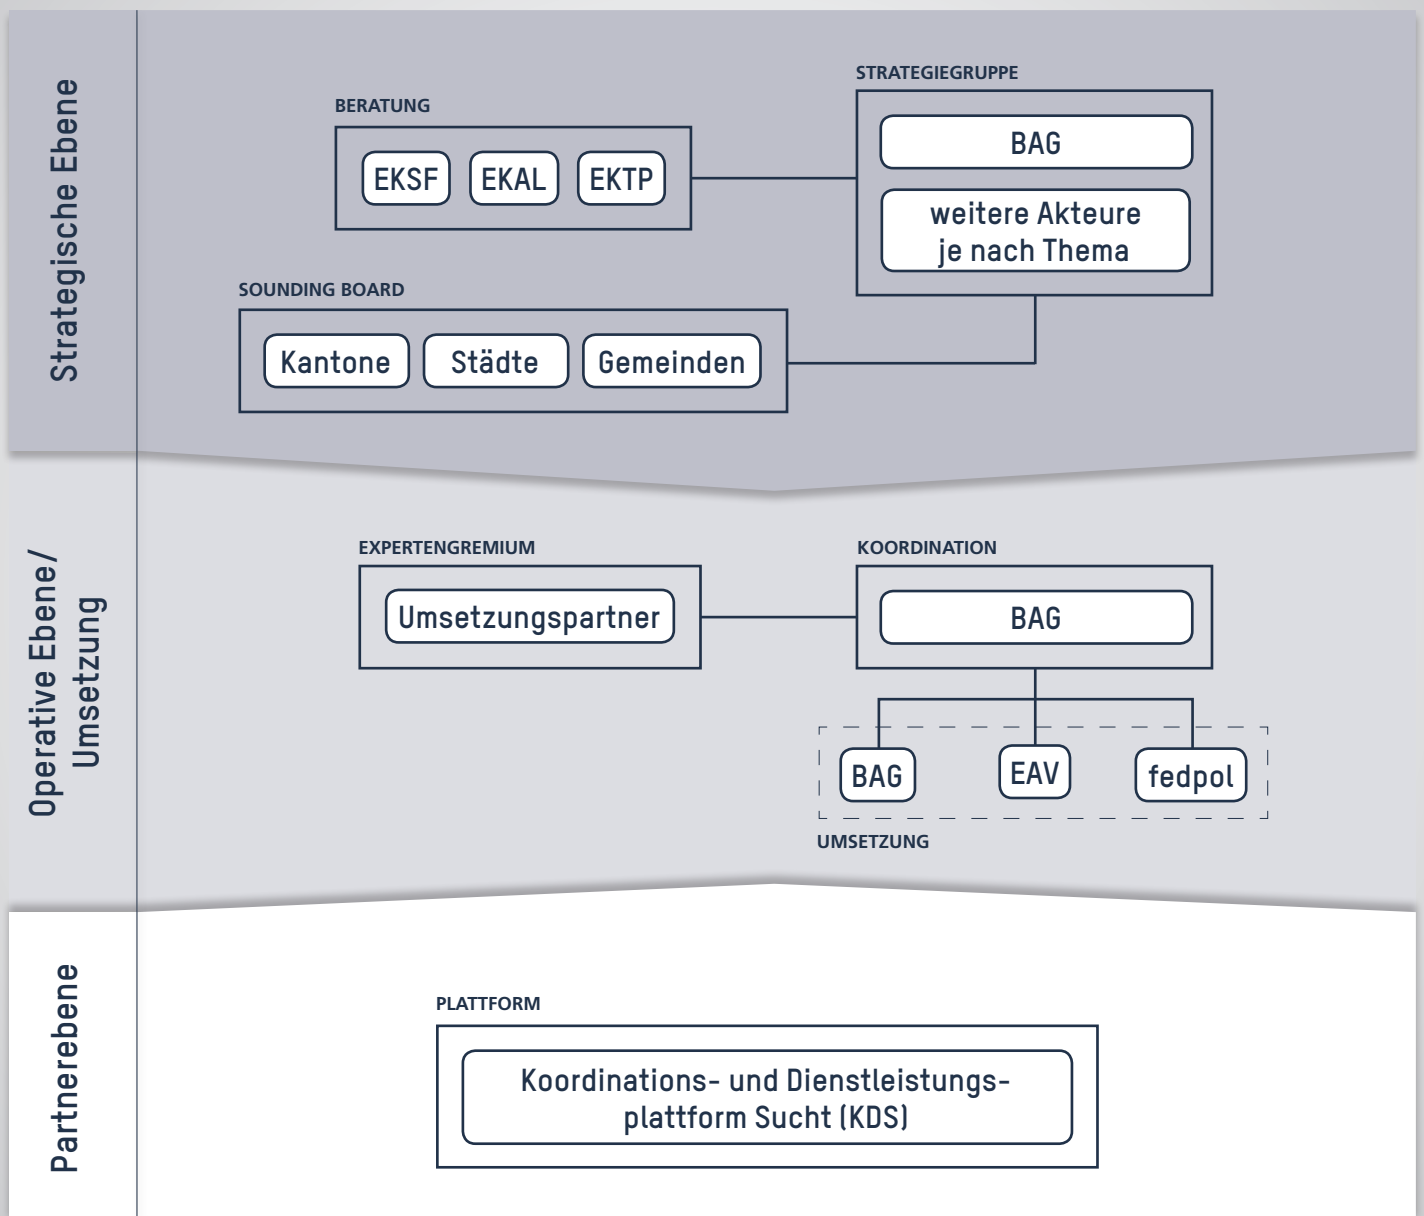 Strategische Ebene
BERATUNG
EKSF
EKAL
EKTP
STRATEGIEGRUPPE
BAG
weitere Akteure
je nach Thema
SOUNDING BOARD
Kantone
Städte
Gemeinden
Operative Ebene/
Umsetzung
EXPERTENGREMIUM
Umsetzungspartner
KOORDINATION
BAG
BAG
EAV
fedpol
UMSETZUNG
Partnerebene
PLATTFORM
Koordinations- und Dienstleistungs-
plattform Sucht (KDS)